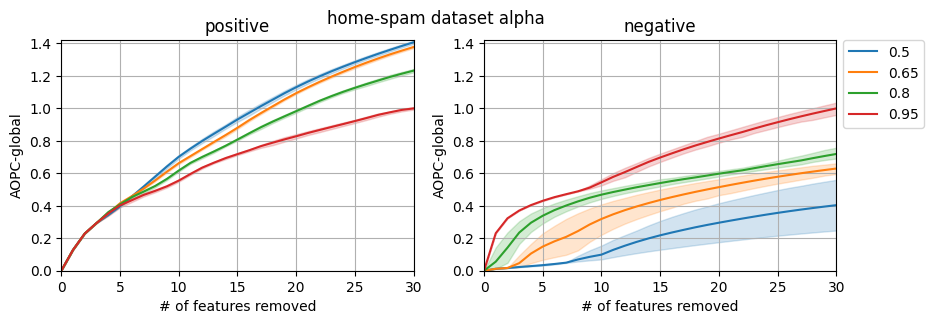 home-spam dataset alpha
positive
AOPC-global
1.4
1.2
1.0
0.8
0.6
0.4
0.2
0.0
0 5 10 15 20 25 30
# of features removed
negative
AOPC-global
1.4
1.2
1.0
0.8
0.6
0.4
0.2
0.0
0 5 10 15 20 25 30
# of features removed
0.5
0.65
0.8
0.95